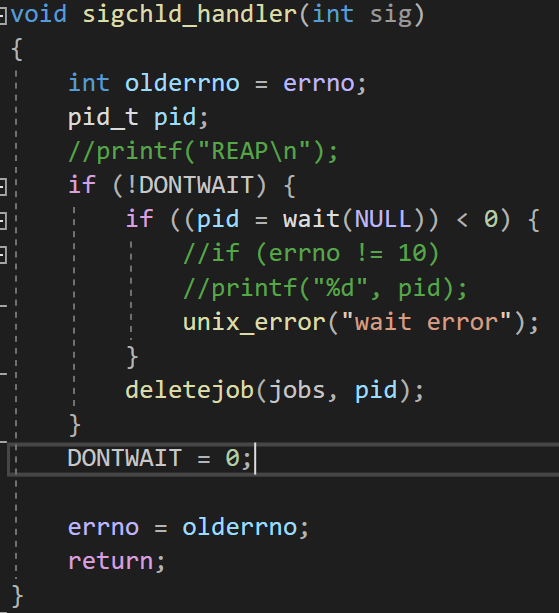 void sigchld_handler(int sig)
{
int olderrno = errno;
pid_t pid;
//printf("REAP\n");
if (!DONTWAIT) {
if ((pid = wait(NULL)) < 0) {
//if (errno != 10)
//printf("%d", pid);
unix_error("wait error");
}
deletejob(jobs, pid);
}
DONTWAIT = 0;
errno = olderrno;
return;
}